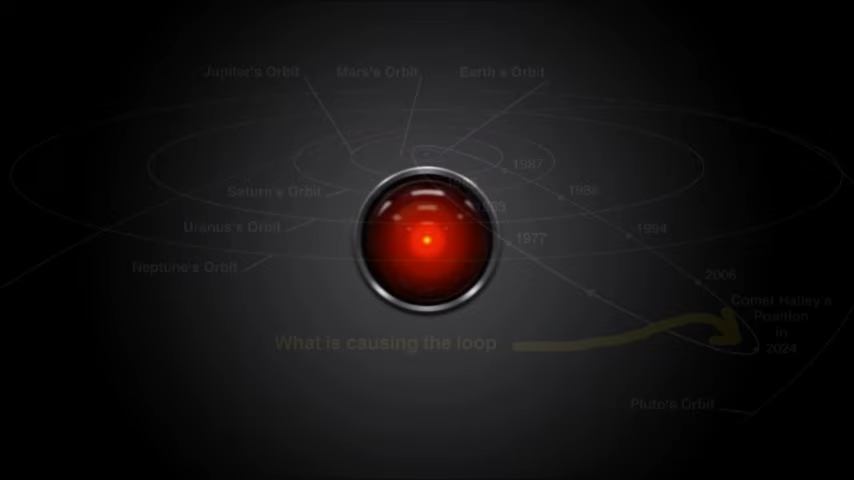 Jupiter's Orbit
Mars's Orbit
Earth's Orbit
1987
1988
Saturn's Orbit
1983
Uranus's Orbit
1994
1977
Neptune's Orbit
2006
Comet Halley's
Position
in
2024
What is causing the loop
Pluto's Orbit